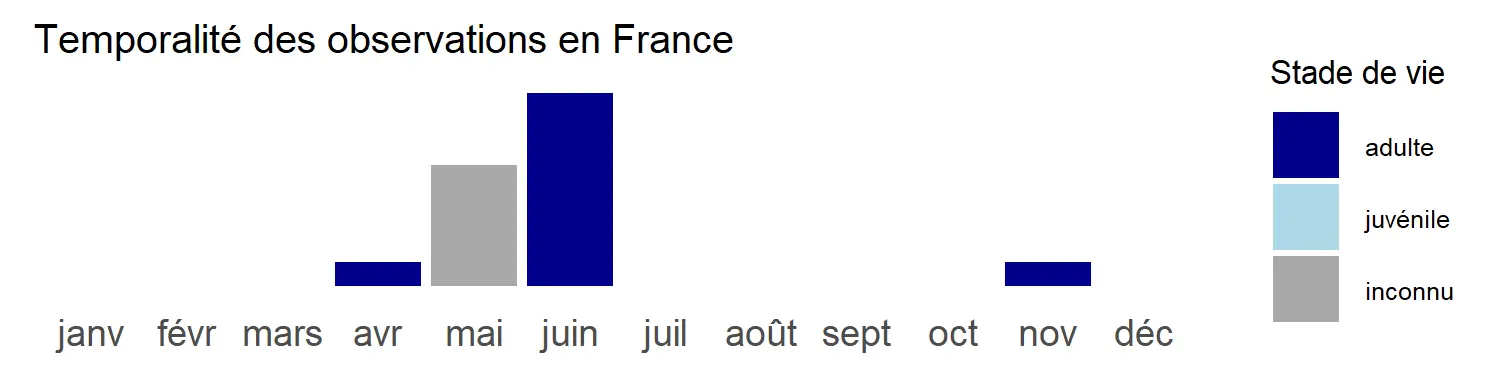 Temporalité des observations en France
Stade de vie
adulte
juvénile
inconnu
janv févr mars avr mai juin juil août sept oct nov déc